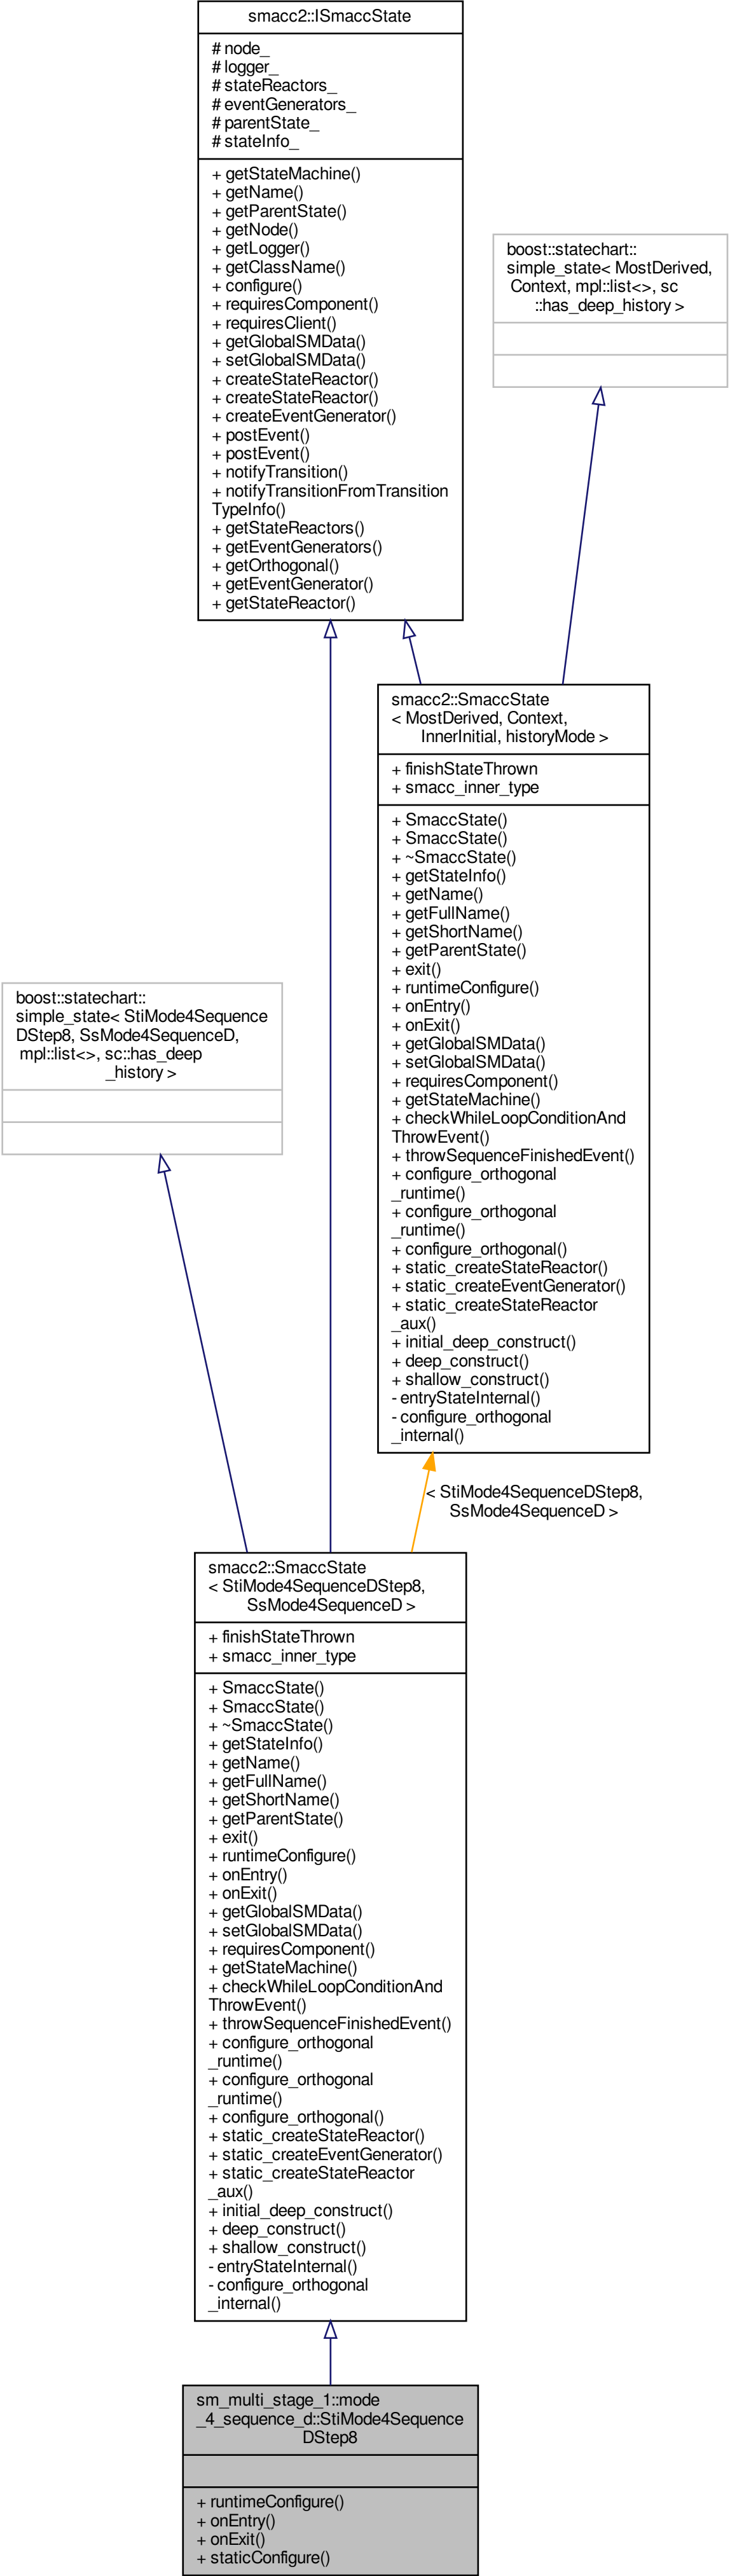 smacc2::ISmaccState
# node_
# logger_
# stateReactors_
# eventGenerators_
# parentState_
# stateInfo_
+ getStateMachine()
+ getName()
+ getParentState()
+ getNode()
+ getLogger()
+ getClassName()
+ configure()
+ requiresComponent()
+ requiresClient()
+ getGlobalSMData()
+ setGlobalSMData()
+ createStateReactor()
+ createStateReactor()
+ createEventGenerator()
+ postEvent()
+ postEvent()
+ notifyTransition()
+ notifyTransitionFromTransition
TypeInfo()
+ getStateReactors()
+ getEventGenerators()
+ getOrthogonal()
+ getEventGenerator()
+ getStateReactor()
boost::statechart::
simple_state< MostDerived,
Context, mpl::list<>, sc
::has_deep_history >
smacc2::SmaccState
< MostDerived, Context,
InnerInitial, historyMode >
+ finishStateThrown
+ smacc_inner_type
+ SmaccState()
+ SmaccState()
+ ~SmaccState()
+ getStateInfo()
+ getName()
+ getFullName()
+ getShortName()
+ getParentState()
+ exit()
+ runtimeConfigure()
+ onEntry()
+ onExit()
+ getGlobalSMData()
+ setGlobalSMData()
+ requiresComponent()
+ getStateMachine()
+ checkWhileLoopConditionAnd
ThrowEvent()
+ throwSequenceFinishedEvent()
+ configure_orthogonal
_runtime()
+ configure_orthogonal
_runtime()
+ configure_orthogonal()
+ static_createStateReactor()
+ static_createEventGenerator()
+ static_createStateReactor
_aux()
+ initial_deep_construct()
+ deep_construct()
+ shallow_construct()
- entryStateInternal()
- configure_orthogonal
_internal()
boost::statechart::
simple_state< StiMode4Sequence
DStep8, SsMode4SequenceD,
mpl::list<>, sc::has_deep
_history >
< StiMode4SequenceDStep8,
SsMode4SequenceD >
smacc2::SmaccState
< StiMode4SequenceDStep8,
SsMode4SequenceD >
+ finishStateThrown
+ smacc_inner_type
+ SmaccState()
+ SmaccState()
+ ~SmaccState()
+ getStateInfo()
+ getName()
+ getFullName()
+ getShortName()
+ getParentState()
+ exit()
+ runtimeConfigure()
+ onEntry()
+ onExit()
+ getGlobalSMData()
+ setGlobalSMData()
+ requiresComponent()
+ getStateMachine()
+ checkWhileLoopConditionAnd
ThrowEvent()
+ throwSequenceFinishedEvent()
+ configure_orthogonal
_runtime()
+ configure_orthogonal
_runtime()
+ configure_orthogonal()
+ static_createStateReactor()
+ static_createEventGenerator()
+ static_createStateReactor
_aux()
+ initial_deep_construct()
+ deep_construct()
+ shallow_construct()
- entryStateInternal()
- configure_orthogonal
_internal()
sm_multi_stage_1::mode
_4_sequence_d::StiMode4Sequence
DStep8
+ runtimeConfigure()
+ onEntry()
+ onExit()
+ staticConfigure()